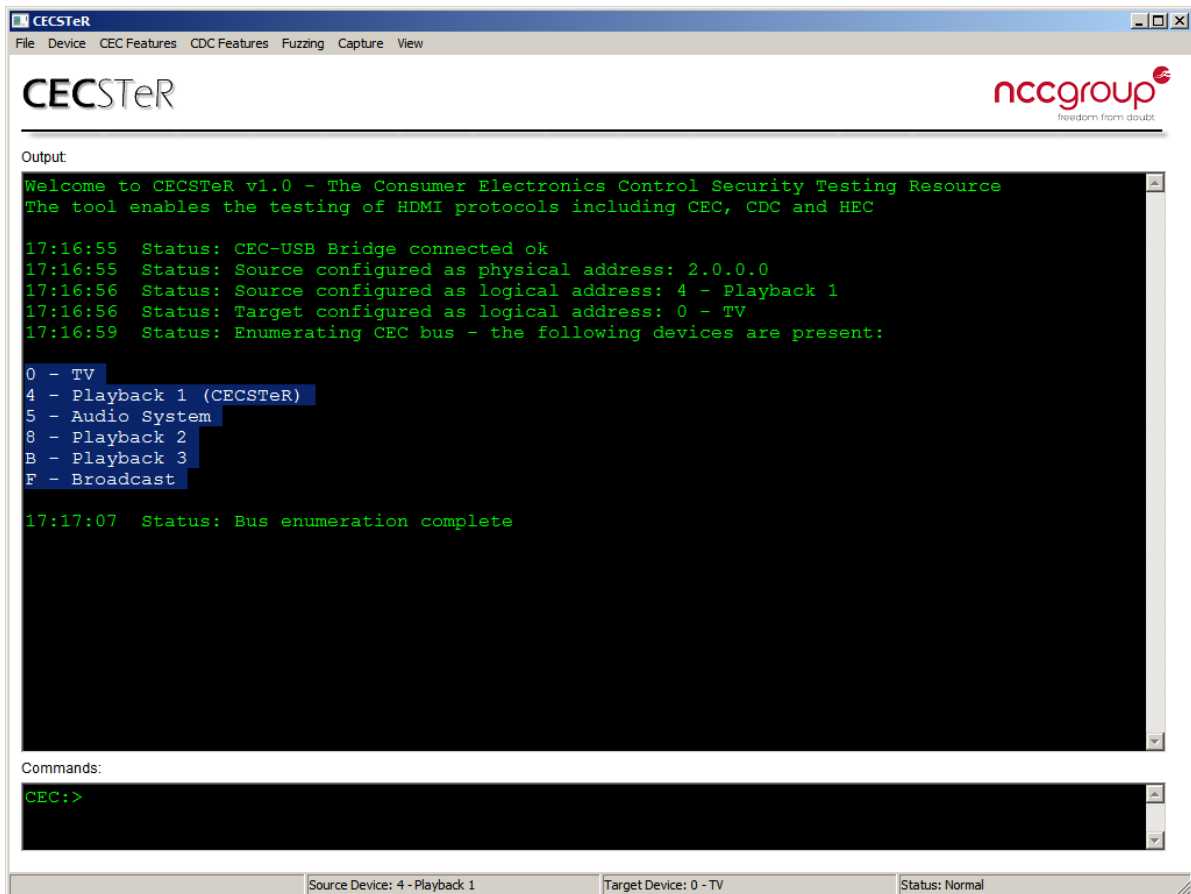 CECSTeR
File Device CEC Features CDC Features Fuzzing Capture View
CECSTeR
nccgroup
freedom from doubt
Output:
Welcome to CECSTeR v1.0 - The Consumer Electronics Control Security Testing Resource
The tool enables the testing of HDMI protocols including CEC, CDC and HEC
17:16:55 Status: CEC-USB Bridge connected ok
17:16:55 Status: Source configured as physical address: 2.0.0.0
17:16:56 Status: Source configured as logical address: 4 - Playback 1
17:16:56 Status: Target configured as logical address: 0 - TV
17:16:59 Status: Enumerating CEC bus - the following devices are present:
0 - TV
4 - Playback 1 (CECSTeR)
5 - Audio System
8 - Playback 2
B - Playback 3
F - Broadcast
17:17:07 Status: Bus enumeration complete
Commands:
CEC:>
Source Device: 4 - Playback 1 Target Device: 0 - TV Status: Normal